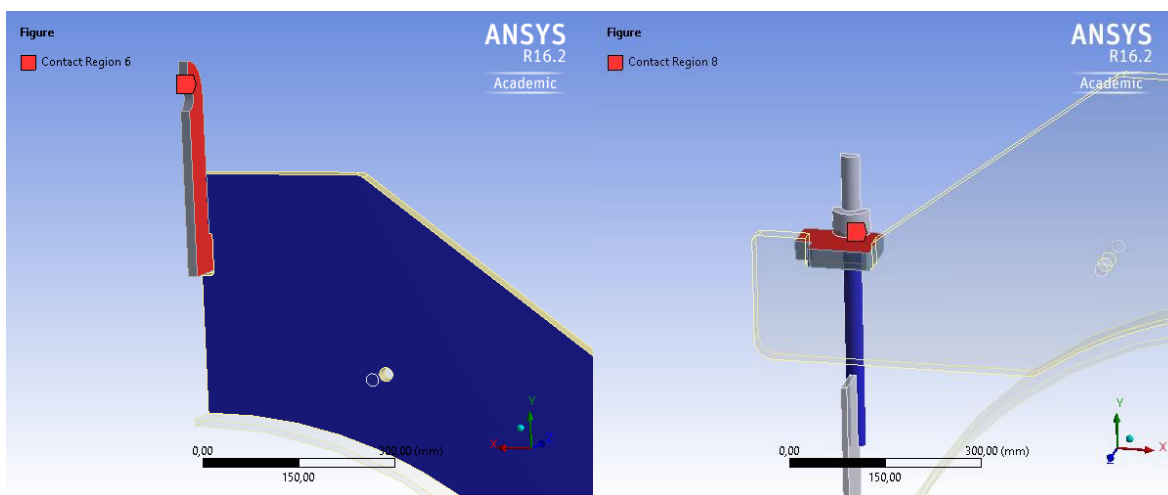 Figure
Contact Region 6
ANSYS
R16.2
Academic
Y
X
Z
0,00
300,00 (mm)
150,00
Figure
Contact Region 8
ANSYS
R16.2
Academic
Y
X
Z
0,00
300,00 (mm)
150,00